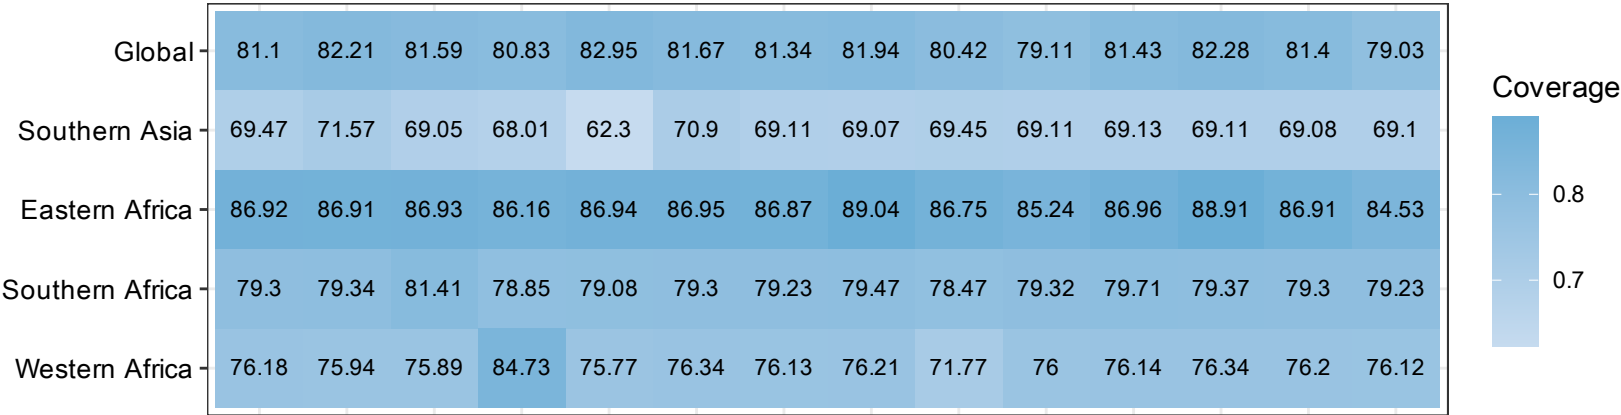 Global 81.1 82.21 81.59 80.83 82.95 81.67 81.34 81.94 80.42 79.11 81.43 82.28 81.4 79.03
Southern Asia 69.47 71.57 69.05 68.01 62.3 70.9 69.11 69.07 69.45 69.11 69.13 69.11 69.08 69.1
Eastern Africa 86.92 86.91 86.93 86.16 86.94 86.95 86.87 89.04 86.75 85.24 86.96 88.91 86.91 84.53
Southern Africa 79.3 79.34 81.41 78.85 79.08 79.3 79.23 79.47 78.47 79.32 79.71 79.37 79.3 79.23
Western Africa 76.18 75.94 75.89 84.73 75.77 76.34 76.13 76.21 71.77 76 76.14 76.34 76.2 76.12
Coverage
0.8
0.7